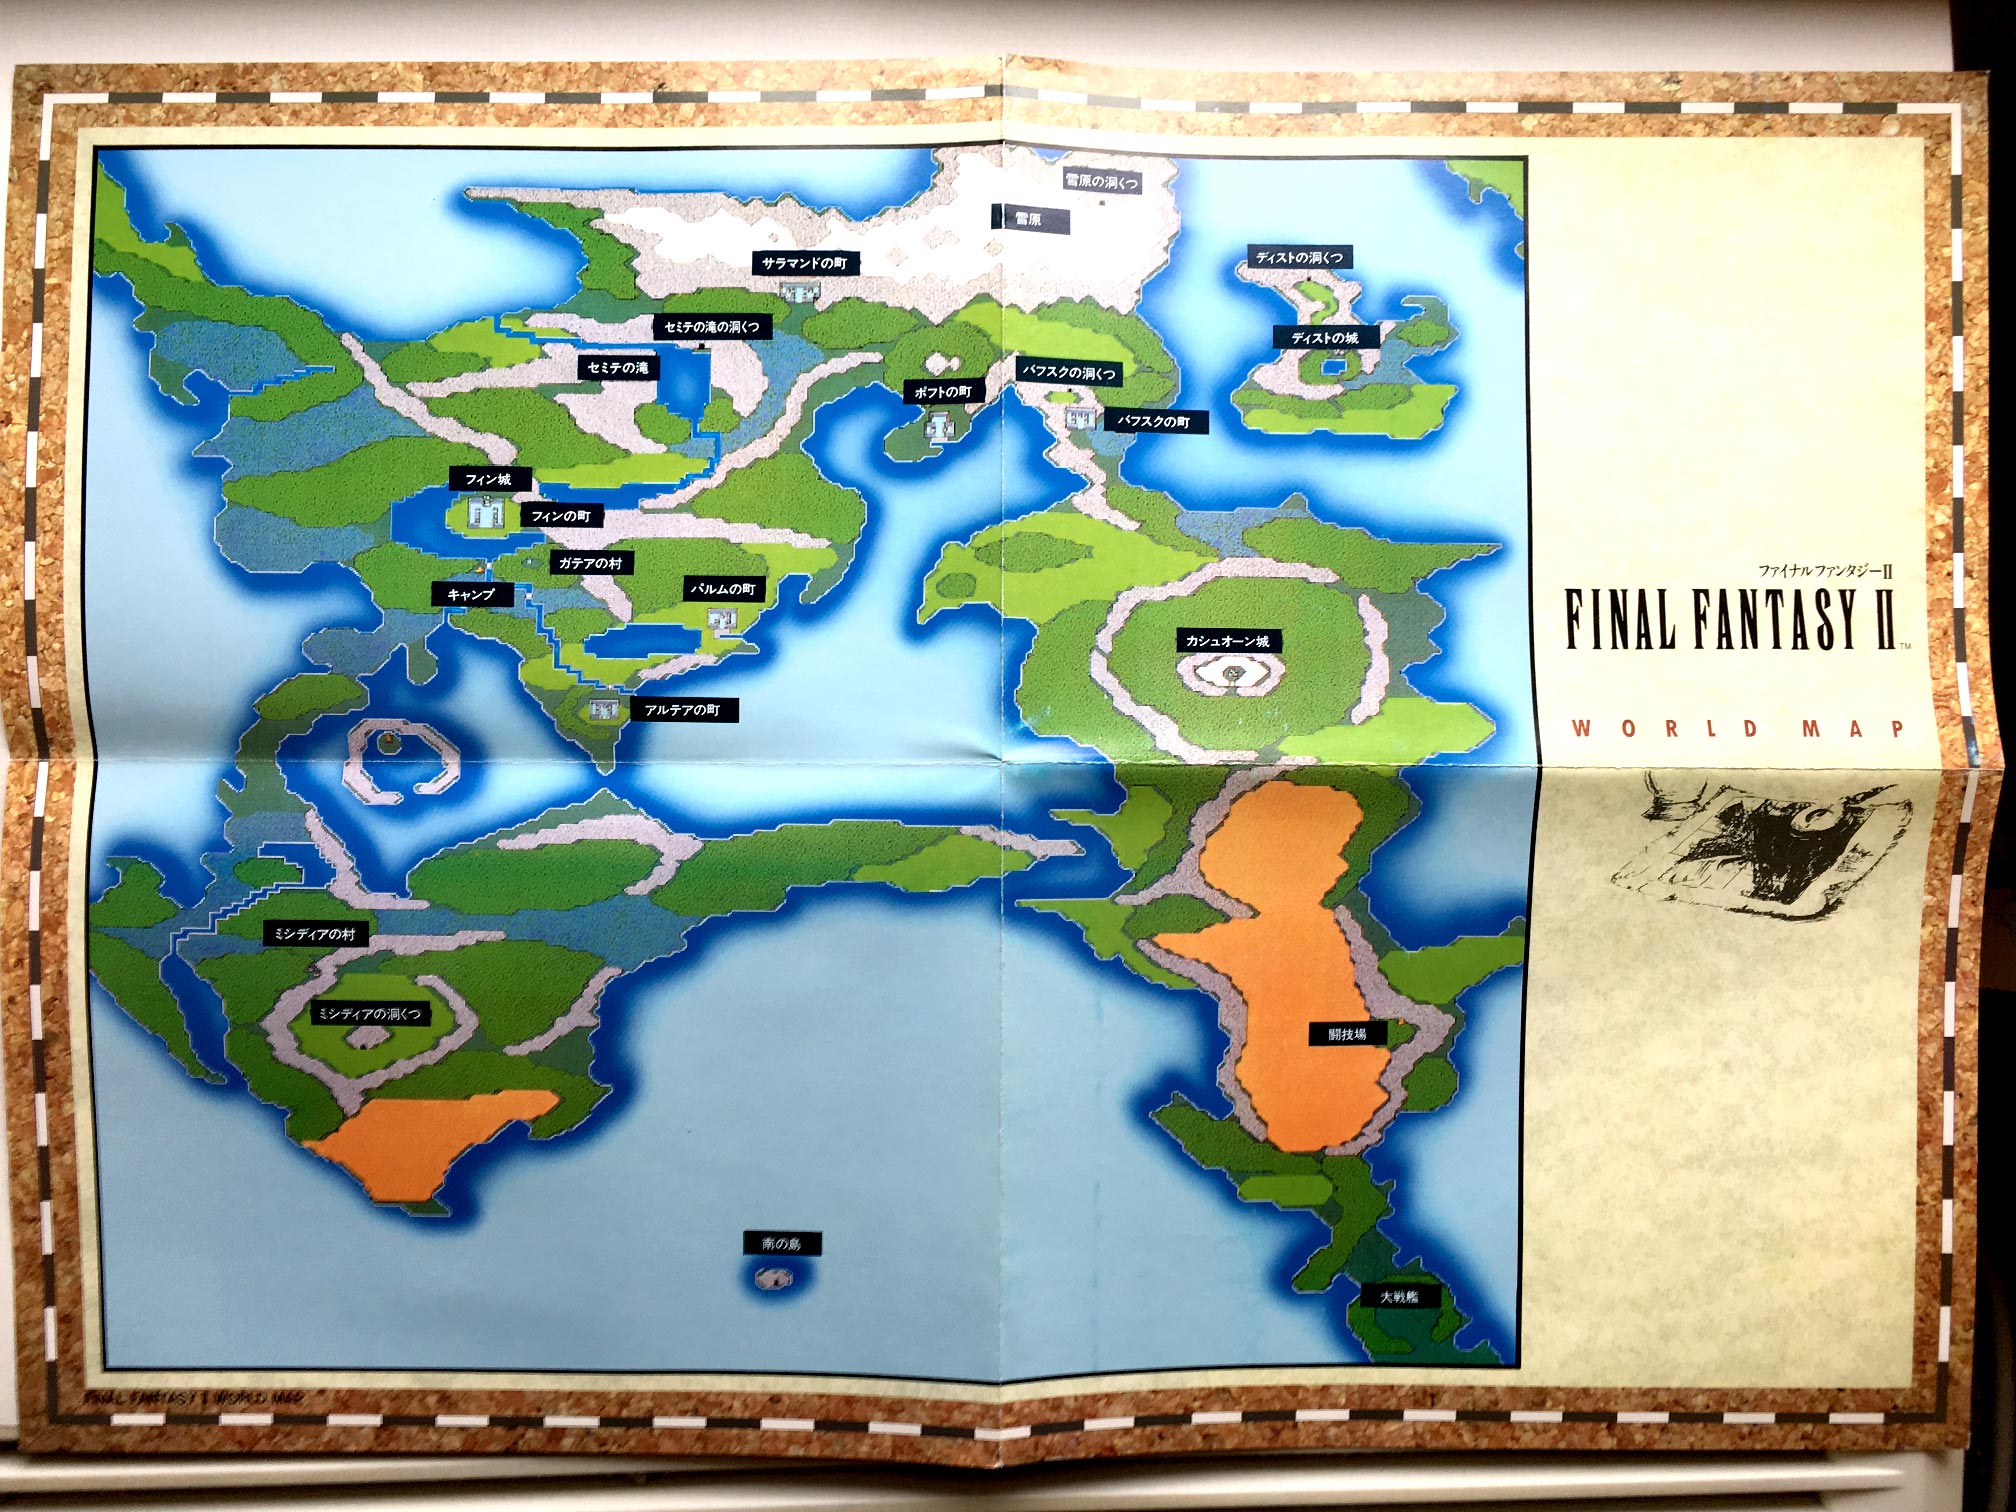 雪原の洞くつ
雪原
サラマンドの町
ディストの洞くつ
セミテの滝の洞くつ
ディストの城
セミテの滝
バフスクの洞くつ
ポフトの町
バフスクの町
フィン城
フィンの町
ガテアの村
キャンプ
パルムの町
カシュオーン城
アルテアの町
ミシディアの村
ミシディアの洞くつ
闘技場
南の島
大戦艦
ファイナルファンタジーII
FINAL FANTASY II TM
WORLD MAP